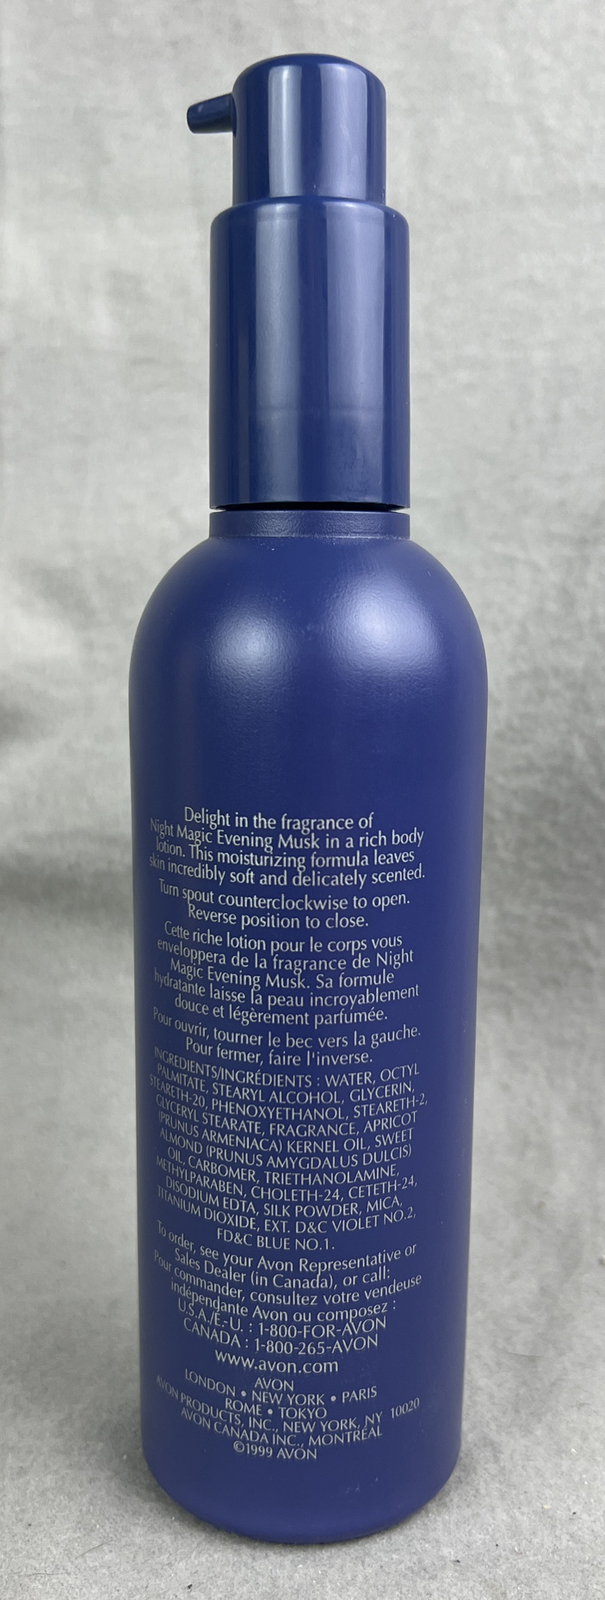 Delight in the fragrance of
Night Magic Evening Musk in a rich body
lotion. This moisturizing formula leaves
skin incredibly soft and delicately scented.
Turn spout counterclockwise to open.
Reverse position to close.
Cette riche lotion pour le corps vous
enveloppera de la fragrance de Night
Magic Evening Musk. Sa formule
hydratante laisse la peau incroyablement
douce et légèrement parfumée.
Pour ouvrir, tourner le bec vers la gauche.
Pour fermer, faire l'inverse.
INGREDIENTS/INGRÉDIENTS : WATER, OCTYL
PALMITATE, STEARYL ALCOHOL, GLYCERIN,
STEARETH-20, PHENOXYETHANOL, STEARETH-2,
GLYCERYL STEARATE, FRAGRANCE, APRICOT
(PRUNUS ARMENIACA) KERNEL OIL, SWEET
ALMOND (PRUNUS AMYGDALUS DULCIS)
OIL, CARBOMER, TRIETHANOLAMINE,
METHYLPARABEN, CHOLETH-24, CETETH-24,
DISODIUM EDTA, SILK POWDER, MICA,
TITANIUM DIOXIDE, EXT. D&C VIOLET NO.2,
FD&C BLUE NO.1.
To order, see your Avon Representative or
Sales Dealer (in Canada), or call:
Pour commander, consultez votre vendeuse
indépendante Avon ou composez :
U.S.A./E.-U. : 1-800-FOR-AVON
CANADA : 1-800-265-AVON
www.avon.com
AVON
LONDON • NEW YORK • PARIS
ROME • TOKYO
AVON PRODUCTS, INC., NEW YORK, NY 10020
AVON CANADA INC., MONTRÉAL
©1999 AVON